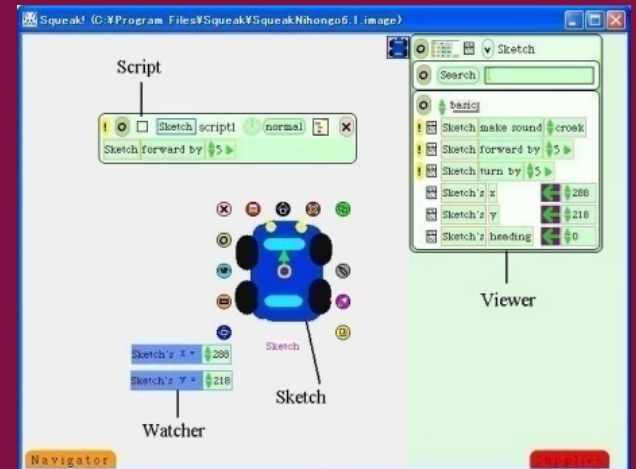 Squeak! (C:¥Program Files¥Squeak¥SqueakNihongo6.1.image)
Sketch
Search
basic
Sketch make sound croak
Sketch forward by 5
Sketch turn by 5
Sketch's x 288
Sketch's y 218
Sketch's heading 0
Viewer
Script
Sketch script1 normal
Sketch forward by 5
Sketch
Sketch's x = 288
Sketch's y = 218
Sketch
Watcher
Navigator
Supplies